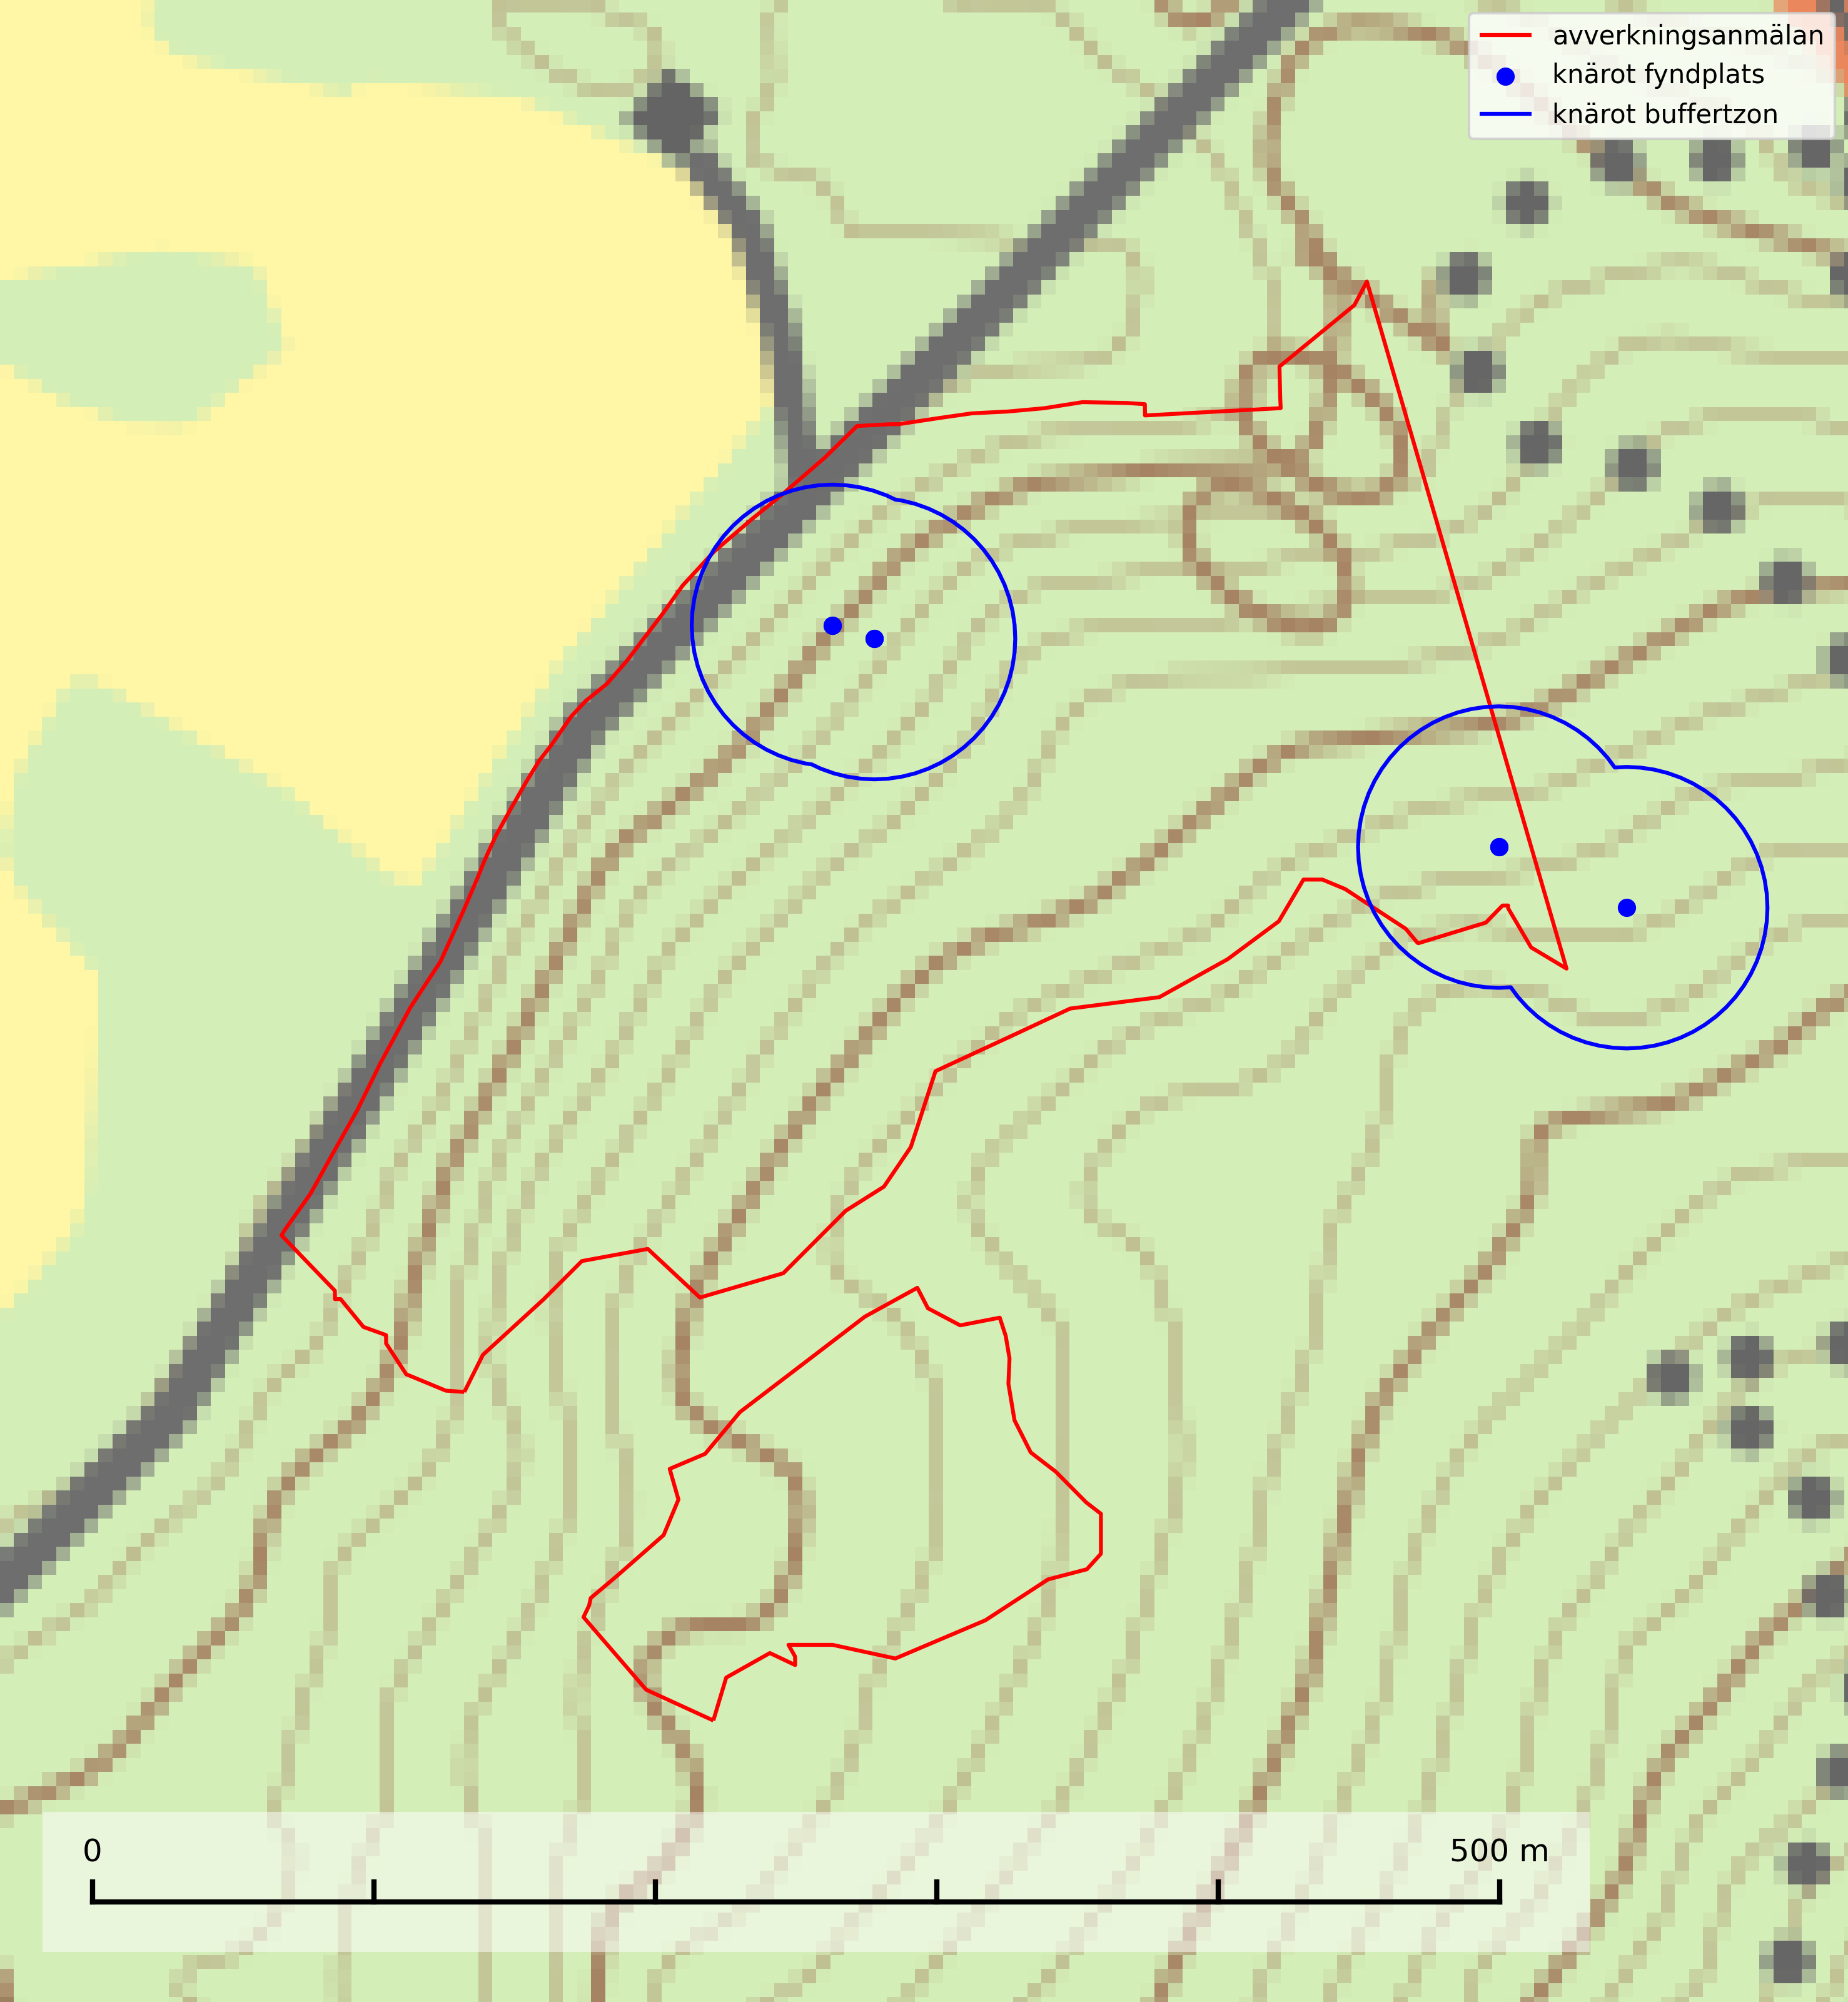 avverkningsanmälan
knärot fyndplats
knärot buffertzon
0
500 m